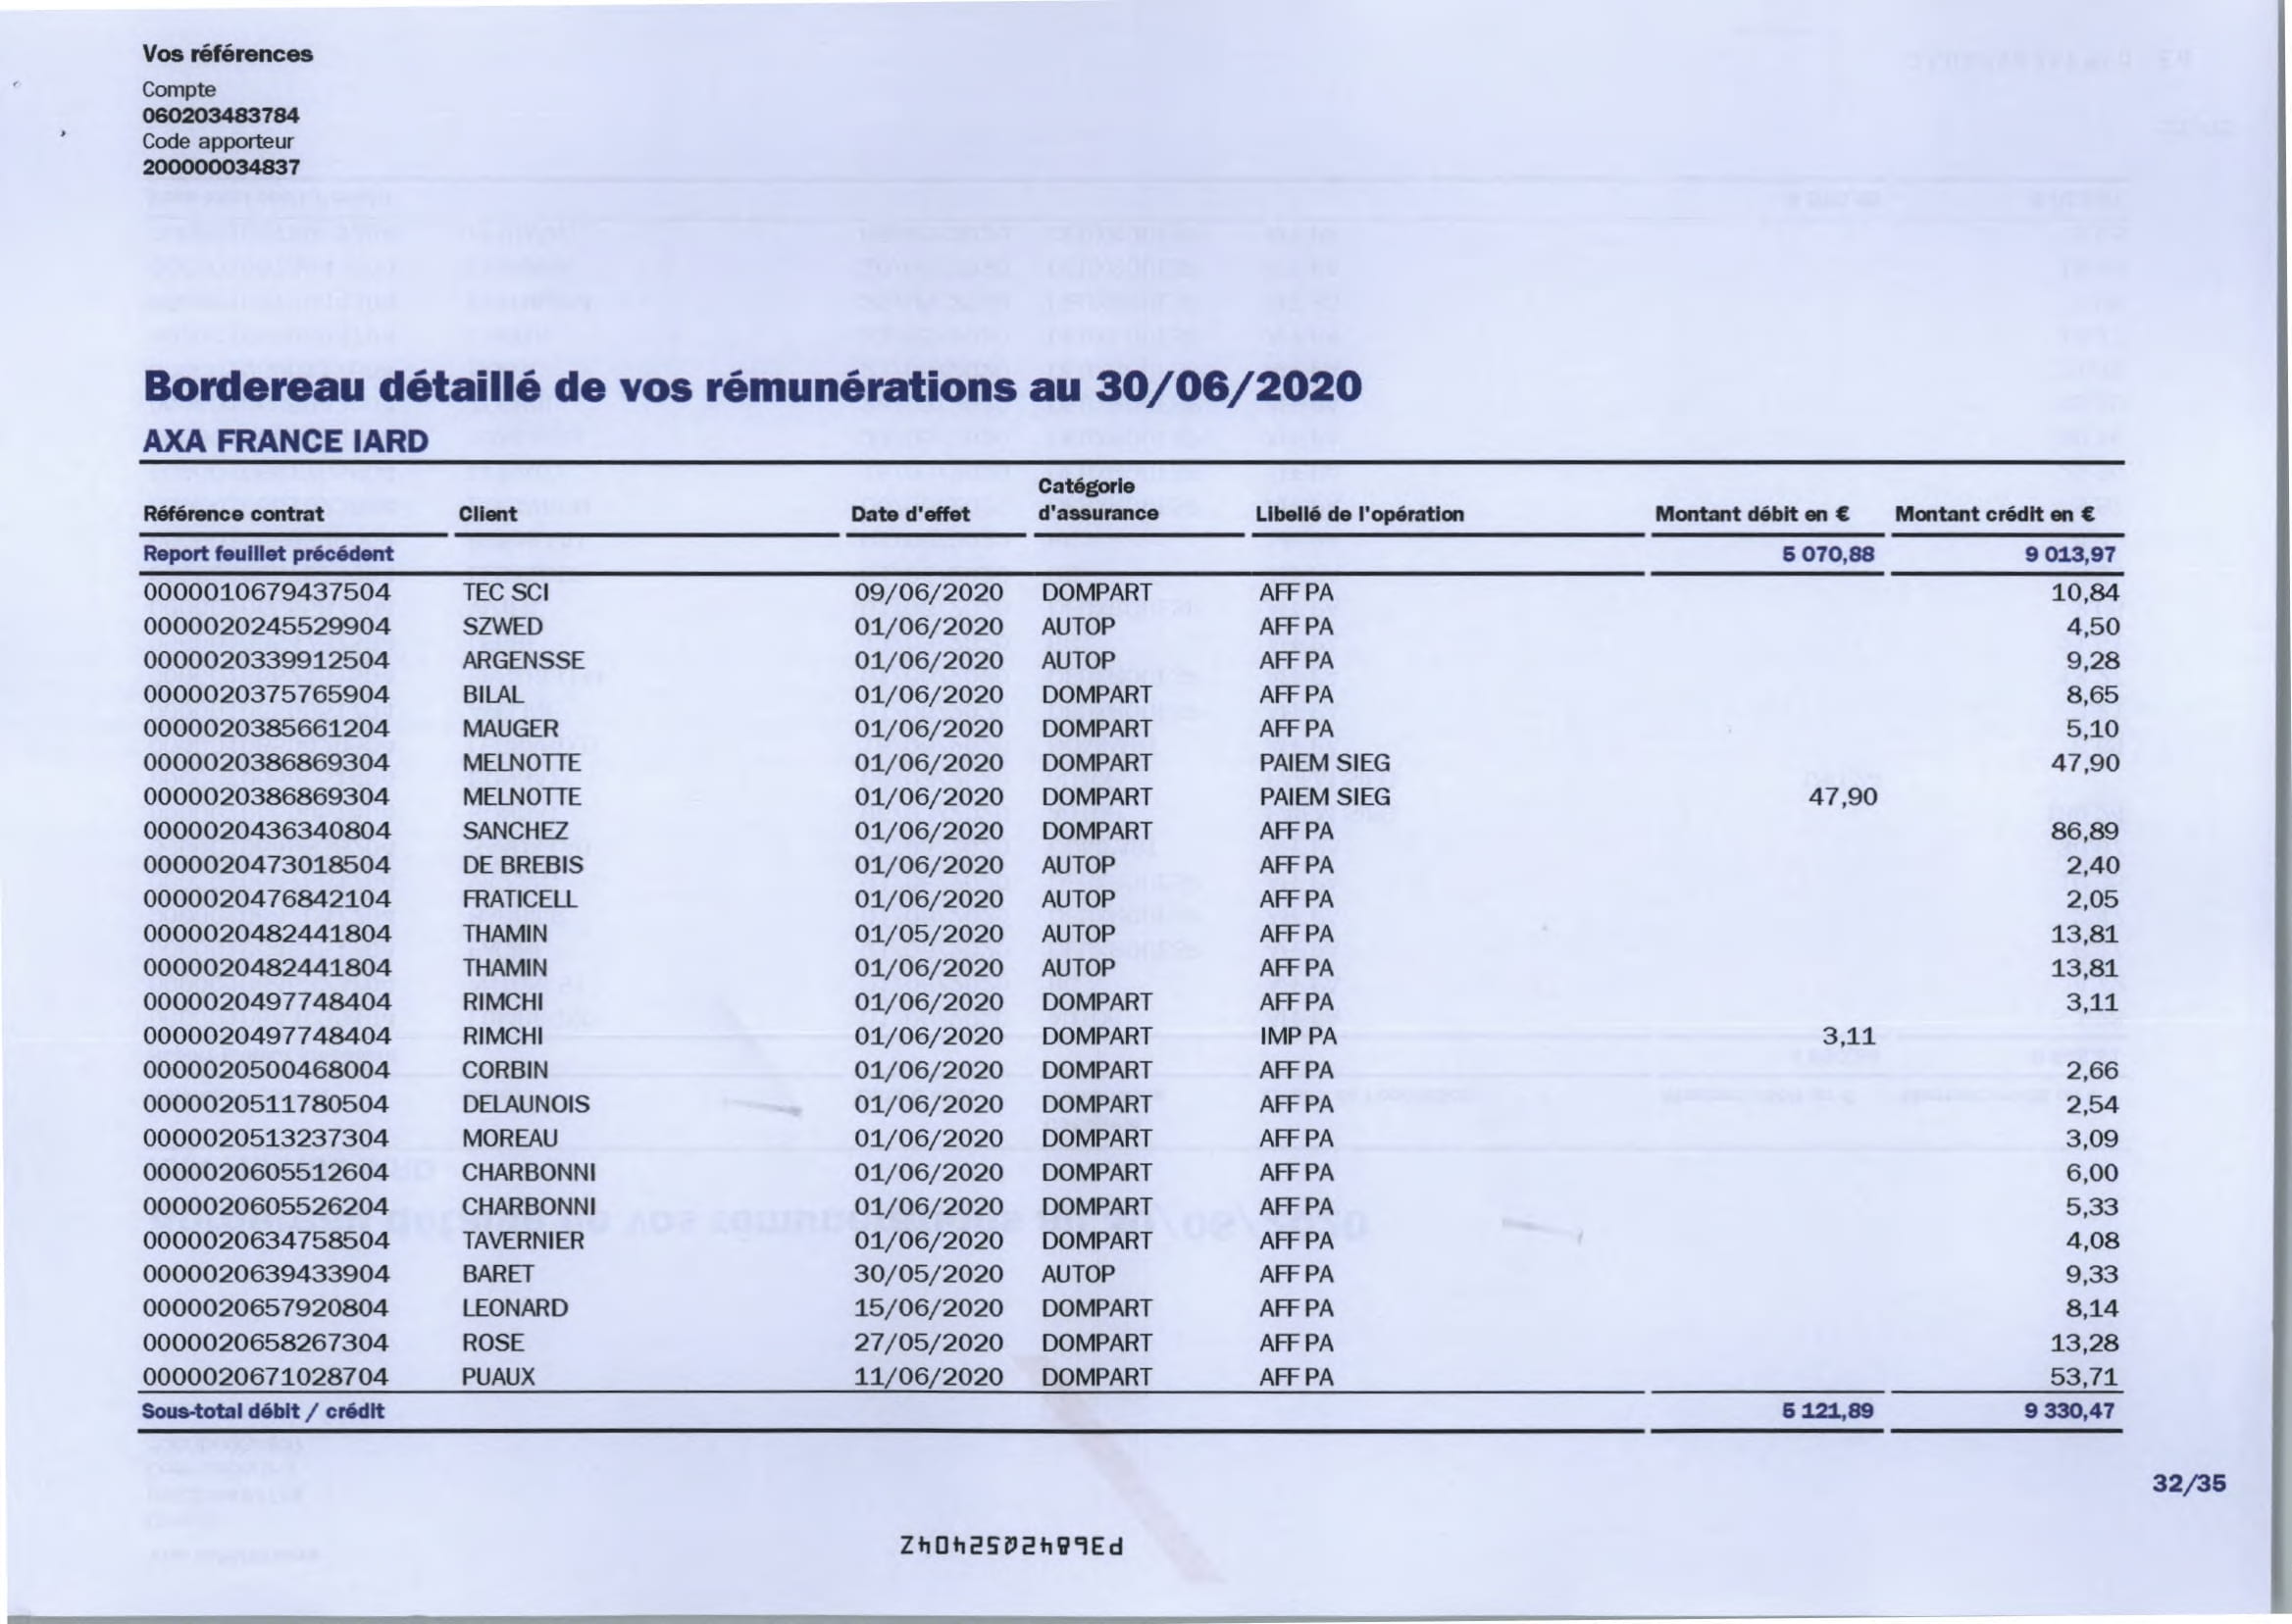 Vos références
Compte
060203483784
Code apporteur
200000034837
Bordereau détaillé de vos rémunérations au 30/06/2020
AXA FRANCE IARD
Référence contrat Client Date d'effet Catégorie d'assurance Libellé de l'opération Montant débit en € Montant crédit en €
Report feuillet précédent 5 070,88 9 013,97
0000010679437504 TEC SCI 09/06/2020 DOMPART AFF PA 10,84
0000020245529904 SZWED 01/06/2020 AUTOP AFF PA 4,50
0000020339912504 ARGENSSE 01/06/2020 AUTOP AFF PA 9,28
0000020375765904 BILAL 01/06/2020 DOMPART AFF PA 8,65
0000020385661204 MAUGER 01/06/2020 DOMPART AFF PA 5,10
0000020386869304 MELNOTTE 01/06/2020 DOMPART PAIEM SIEG 47,90
0000020386869304 MELNOTTE 01/06/2020 DOMPART PAIEM SIEG 47,90
0000020436340804 SANCHEZ 01/06/2020 DOMPART AFF PA 86,89
0000020473018504 DE BREBIS 01/06/2020 AUTOP AFF PA 2,40
0000020476842104 FRATICELL 01/06/2020 AUTOP AFF PA 2,05
0000020482441804 THAMIN 01/05/2020 AUTOP AFF PA 13,81
0000020482441804 THAMIN 01/06/2020 AUTOP AFF PA 13,81
0000020497748404 RIMCHI 01/06/2020 DOMPART AFF PA 3,11
0000020497748404 RIMCHI 01/06/2020 DOMPART IMP PA 3,11
0000020500468004 CORBIN 01/06/2020 DOMPART AFF PA 2,66
0000020511780504 DELAUNOIS 01/06/2020 DOMPART AFF PA 2,54
0000020513237304 MOREAU 01/06/2020 DOMPART AFF PA 3,09
0000020605512604 CHARBONNI 01/06/2020 DOMPART AFF PA 6,00
0000020605526204 CHARBONNI 01/06/2020 DOMPART AFF PA 5,33
0000020634758504 TAVERNIER 01/06/2020 DOMPART AFF PA 4,08
0000020639433904 BARET 30/05/2020 AUTOP AFF PA 9,33
0000020657920804 LEONARD 15/06/2020 DOMPART AFF PA 8,14
0000020658267304 ROSE 27/05/2020 DOMPART AFF PA 13,28
0000020671028704 PUAUX 11/06/2020 DOMPART AFF PA 53,71
Sous-total débit / crédit 5 121,89 9 330,47
32/35